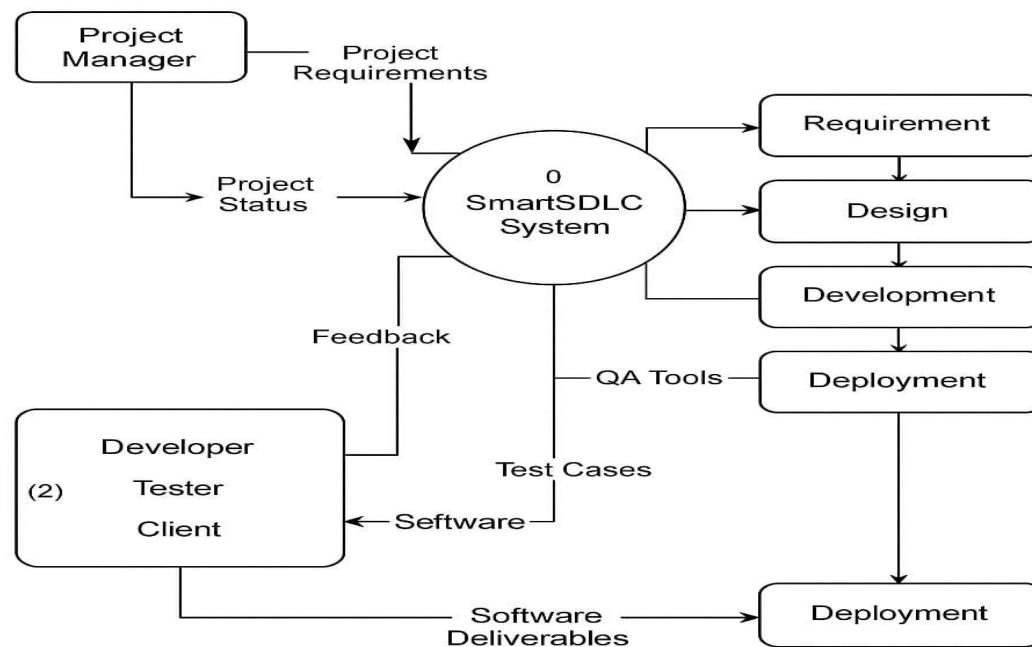 Project
Manager
Project
Requirements
Requirement
0
SmartSDLC
System
Project
Status
Design
Development
Feedback
QA Tools
Deployment
Developer
(2)
Tester
Client
Test Cases
Seftware
Software
Deliverables
Deployment